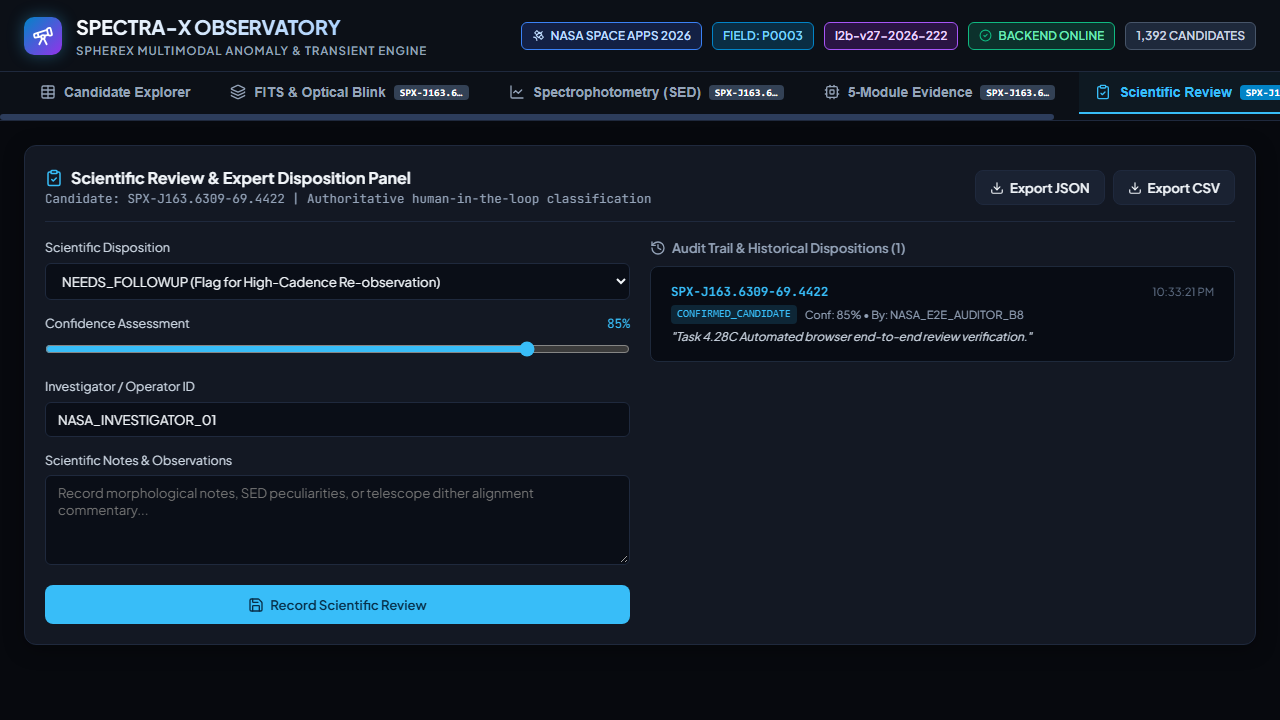 SPECTRA-X OBSERVATORY
SPHEREX MULTIMODAL ANOMALY & TRANSIENT ENGINE
NASA SPACE APPS 2026
FIELD: P0003
l2b-v27-2026-222
BACKEND ONLINE
1,392 CANDIDATES
Candidate Explorer
FITS & Optical Blink SPX-J163.6…
Spectrophotometry (SED) SPX-J163.6…
5-Module Evidence SPX-J163.6…
Scientific Review SPX-J1
Scientific Review & Expert Disposition Panel
Candidate: SPX-J163.6309-69.4422 | Authoritative human-in-the-loop classification
Export JSON
Export CSV
Scientific Disposition
NEEDS_FOLLOWUP (Flag for High-Cadence Re-observation)
Confidence Assessment 85%
Investigator / Operator ID
NASA_INVESTIGATOR_01
Scientific Notes & Observations
Record morphological notes, SED peculiarities, or telescope dither alignment
commentary...
Record Scientific Review
Audit Trail & Historical Dispositions (1)
SPX-J163.6309-69.4422 10:33:21 PM
CONFIRMED_CANDIDATE Conf: 85% • By: NASA_E2E_AUDITOR_B8
"Task 4.28C Automated browser end-to-end review verification."